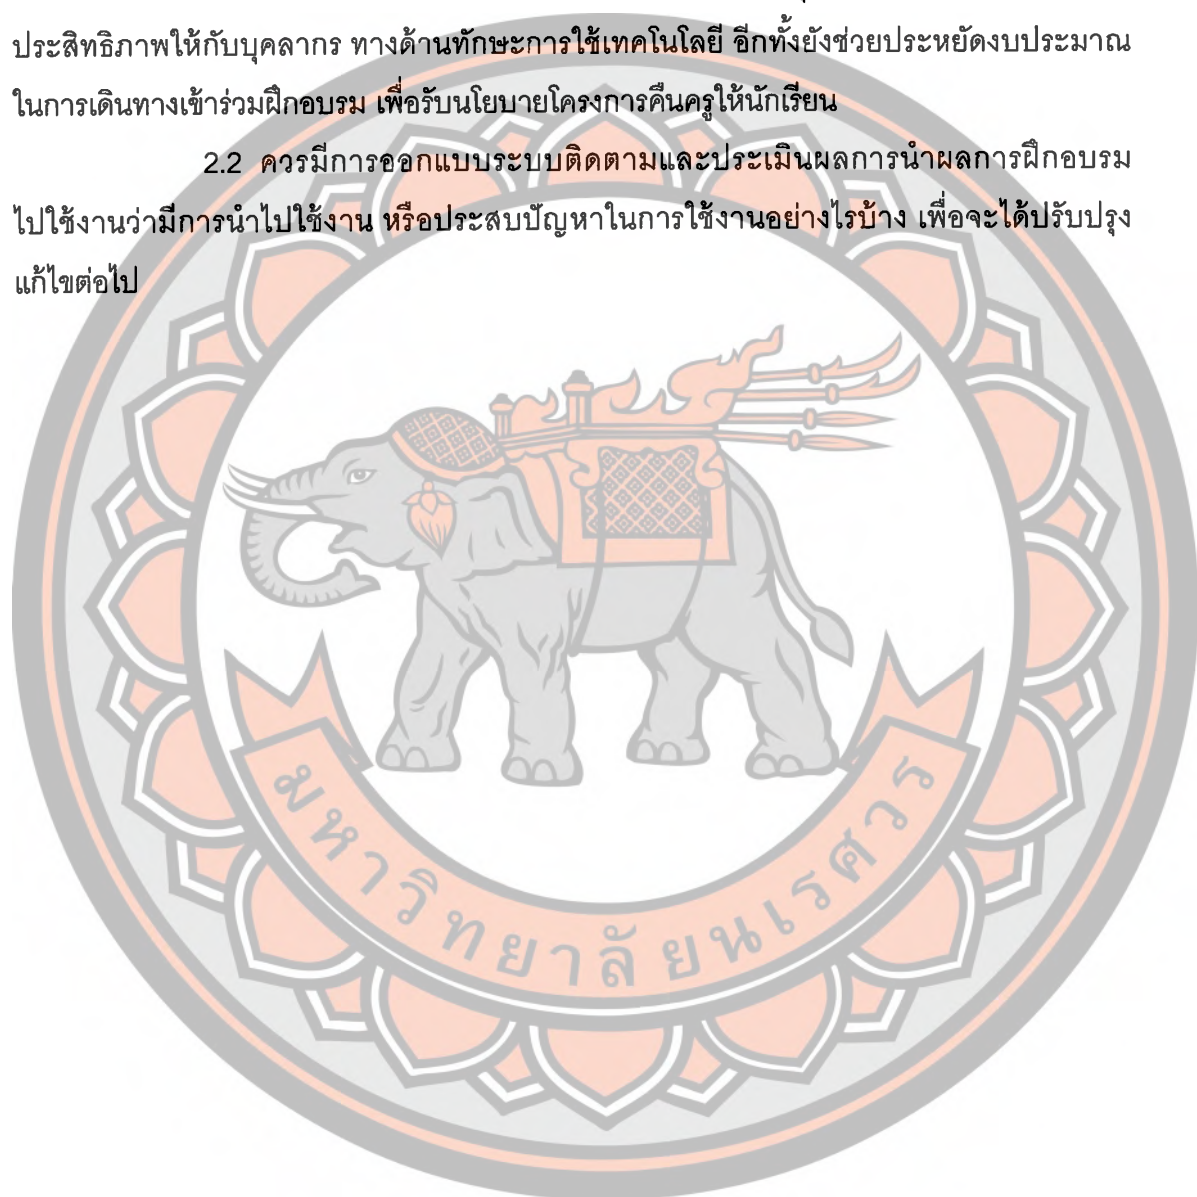 ประสิทธิภาพให้กับบุคลากร ทางด้านทักษะการใช้เทคโนโลยี อีกทั้งยังช่วยประหยัดงบประมาณ
ในการเดินทางเข้าร่วมฝึกอบรม เพื่อรับนโยบายโครงการคืนครูให้นักเรียน
2.2 ควรมีการออกแบบระบบติดตามและประเมินผลการนำผลการฝึกอบรม
ไปใช้งานว่ามีการนำไปใช้งาน หรือประสบปัญหาในการใช้งานอย่างไรบ้าง เพื่อจะได้ปรับปรุง
แก้ไขต่อไป
มหาวิทยาลัยนเรศวร